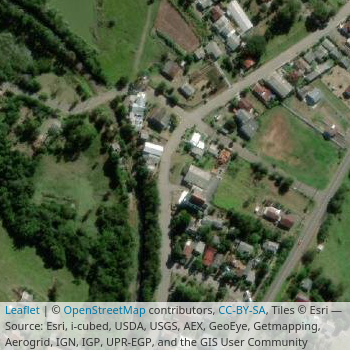 Leaflet | © OpenStreetMap contributors, CC-BY-SA, Tiles © Esri —
Source: Esri, i-cubed, USDA, USGS, AEX, GeoEye, Getmapping,
Aerogrid, IGN, IGP, UPR-EGP, and the GIS User Community